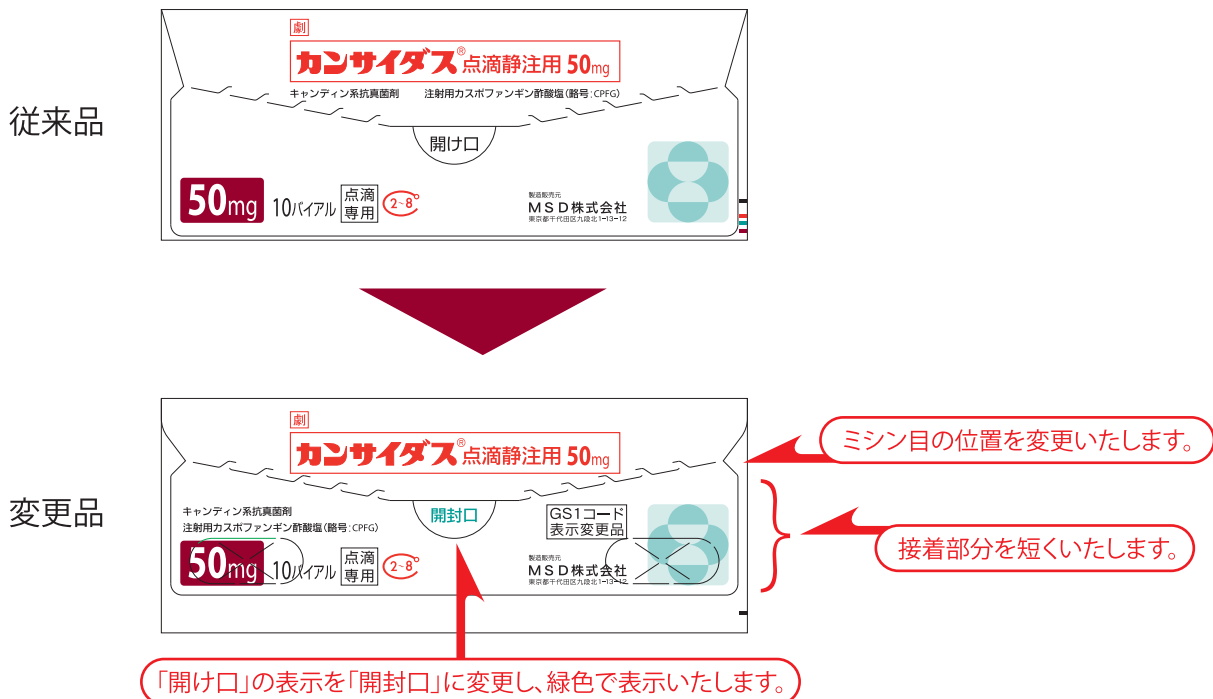 従来品
劇
カンサイダス®点滴静注用 50mg
キャンディン系抗真菌剤 注射用カスポファンギン酢酸塩(略号:CPFG)
開け口
50mg 10バイアル 点滴専用 2~8°
製造販売元
MSD株式会社
東京都千代田区九段北1-13-12
変更品
劇
カンサイダス®点滴静注用 50mg
キャンディン系抗真菌剤
注射用カスポファンギン酢酸塩(略号:CPFG)
開封口
GS1コード
表示変更品
50mg 10バイアル 点滴専用 2~8°
製造販売元
MSD株式会社
東京都千代田区九段北1-13-12
ミシン目の位置を変更いたします。
接着部分を短くいたします。
「開け口」の表示を「開封口」に変更し、緑色で表示いたします。